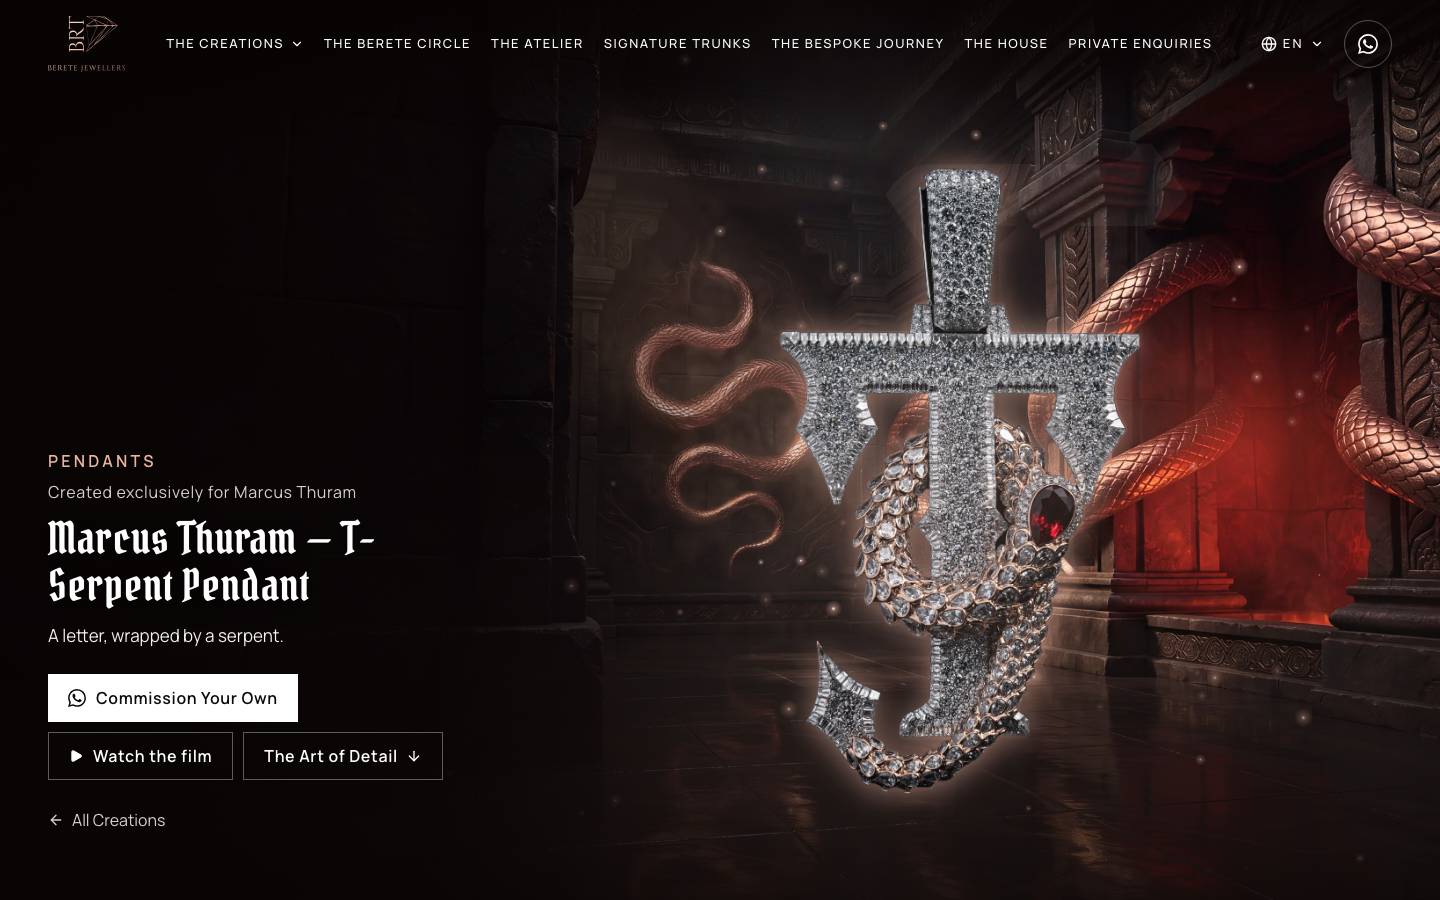 BRT
BERETE JEWELLERS
THE CREATIONS
THE BERETE CIRCLE
THE ATELIER
SIGNATURE TRUNKS
THE BESPOKE JOURNEY
THE HOUSE
PRIVATE ENQUIRIES
EN
PENDANTS
Created exclusively for Marcus Thuram
Marcus Thuram – T-
Serpent Pendant
A letter, wrapped by a serpent.
Commission Your Own
Watch the film
The Art of Detail
All Creations